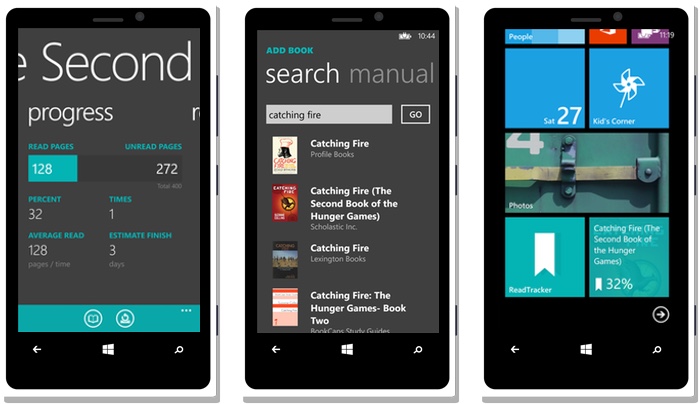 e Second
progress
r
READ PAGES
UNREAD PAGES
128
272
Total 400
PERCENT
TIMES
32
1
AVERAGE READ
ESTIMATE FINISH
128
3
pages / time
days
10:44
ADD BOOK
search manual
catching fire
GO
Catching Fire
Profile Books
Catching Fire (The
Second Book of the
Hunger Games)
Scholastic Inc.
Catching Fire
Lexington Books
Catching Fire: The
Hunger Games- Book
Two
BookCaps Study Guides
11:19
People
Sat 27
Kid's Corner
4
Photos
Catching Fire (The
Second Book of
the Hunger
Games)
ReadTracker
32%